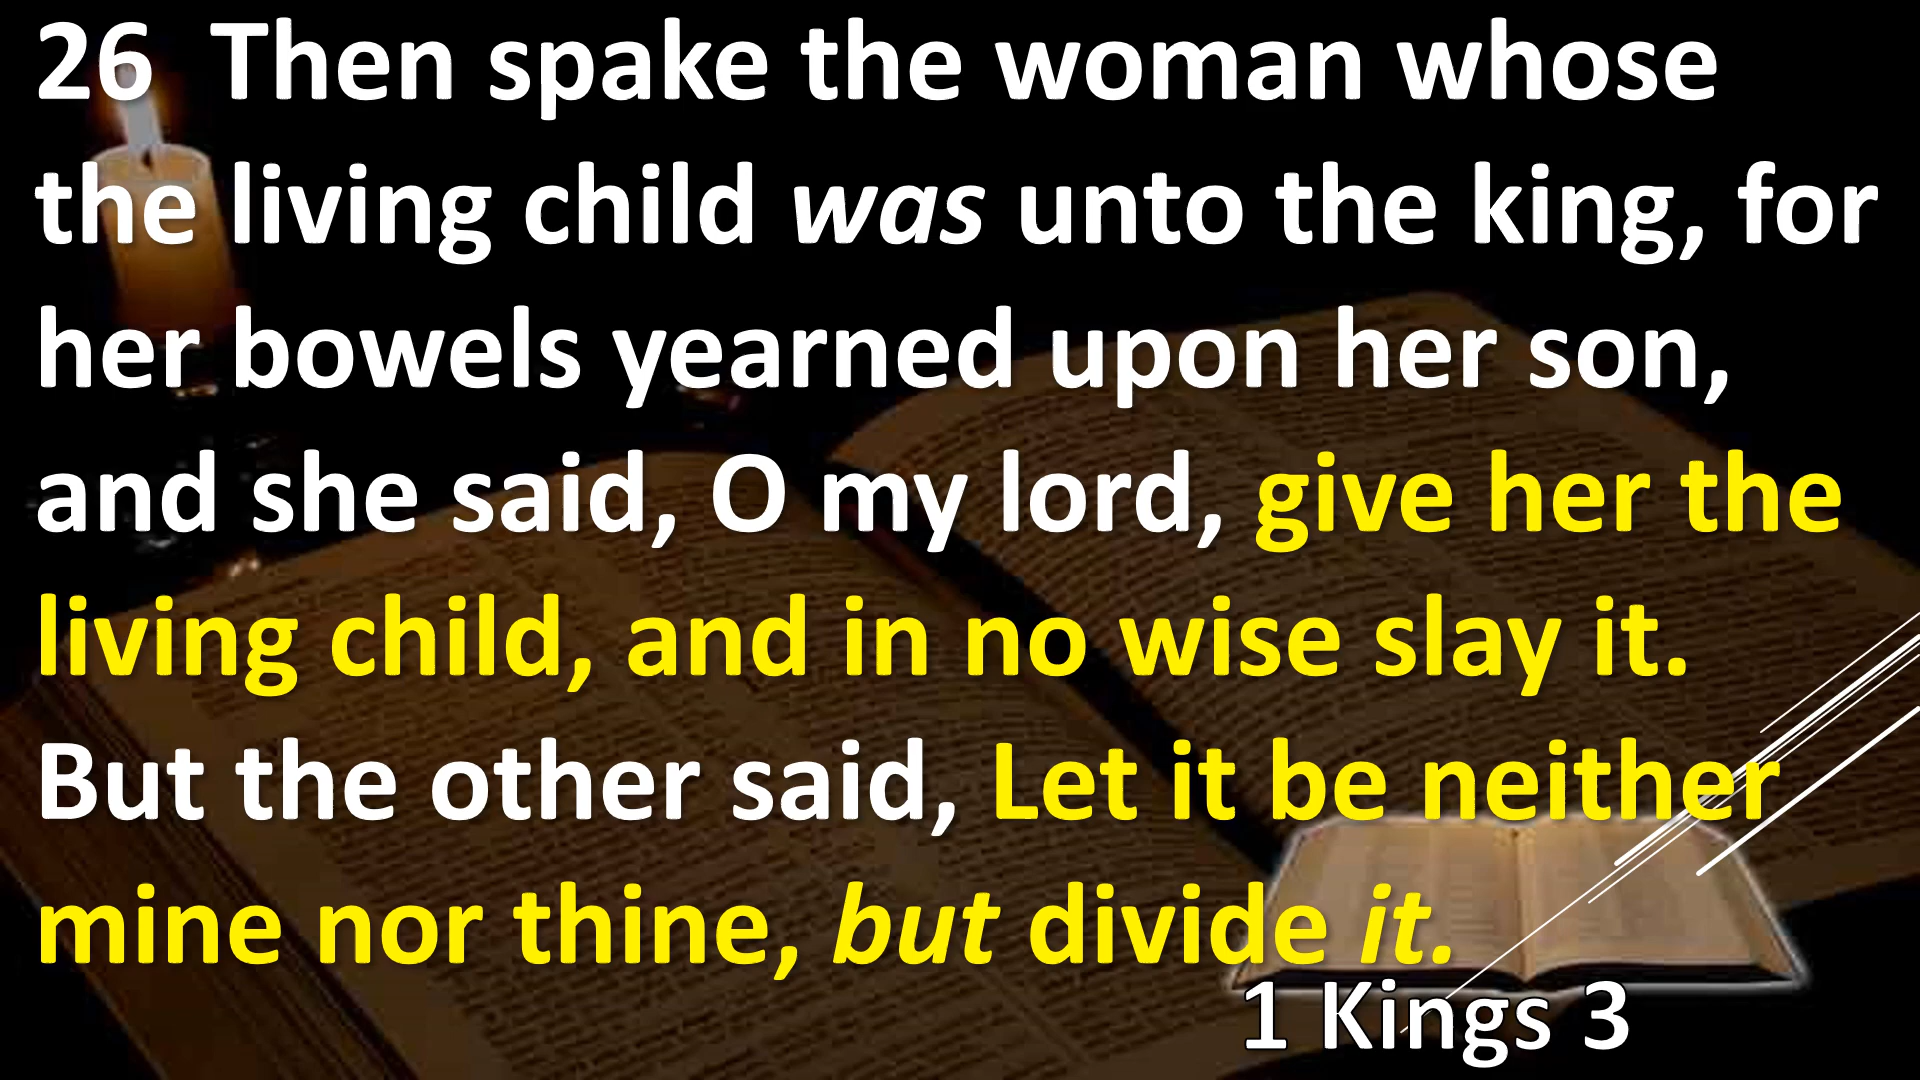 26  Then spake the woman whose
the living child was unto the king, for
her bowels yearned upon her son,
and she said, O my lord, give her the
living child, and in no wise slay it.
But the other said, Let it be neither
mine nor thine, but divide it.
1 Kings 3